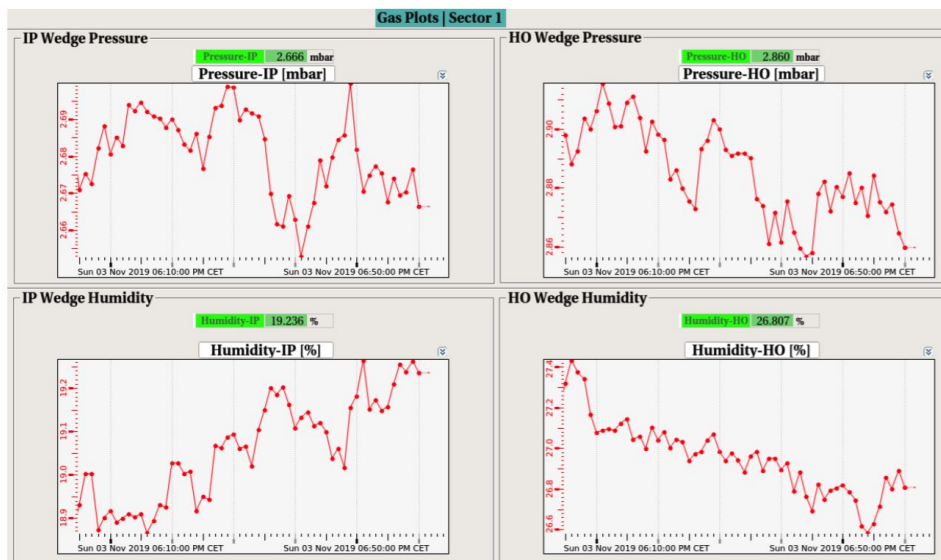 Gas Plots | Sector 1
IP Wedge Pressure
Pressure-IP 2.666 mbar
Pressure-IP [mbar]
2.69
2.68
2.67
2.66
Sun 03 Nov 2019 06:10:00 PM CET Sun 03 Nov 2019 06:50:00 PM CET
HO Wedge Pressure
Pressure-HO 2.860 mbar
Pressure-HO [mbar]
2.90
2.88
2.86
Sun 03 Nov 2019 06:10:00 PM CET Sun 03 Nov 2019 06:50:00 PM CET
IP Wedge Humidity
Humidity-IP 19.236 %
Humidity-IP [%]
19.2
19.1
19.0
18.9
Sun 03 Nov 2019 06:10:00 PM CET Sun 03 Nov 2019 06:50:00 PM CET
HO Wedge Humidity
Humidity-HO 26.807 %
Humidity-HO [%]
27.4
27.2
27.0
26.8
26.6
Sun 03 Nov 2019 06:10:00 PM CET Sun 03 Nov 2019 06:50:00 PM CET